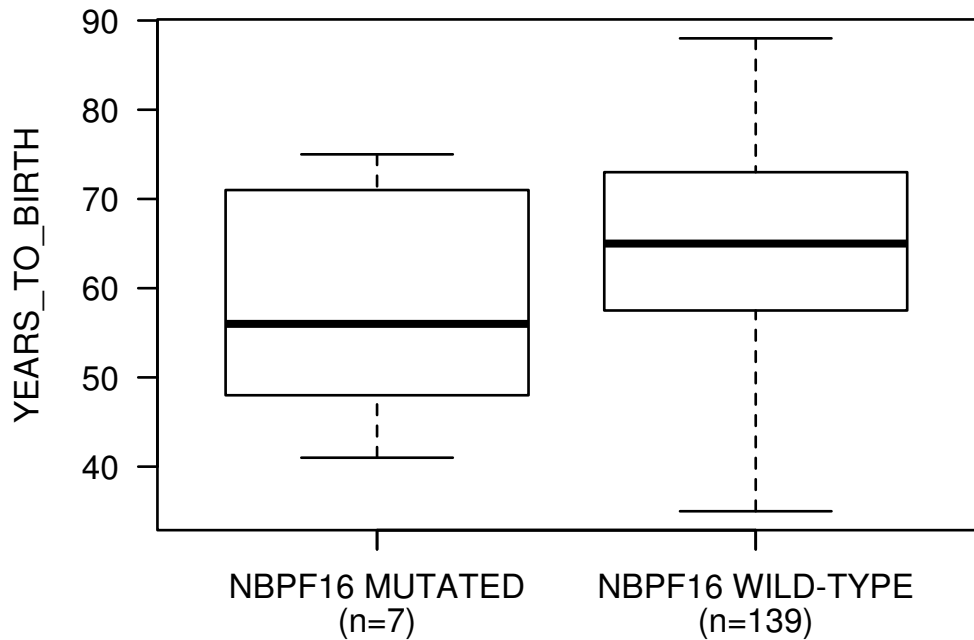 YEARS_TO_BIRTH
90
80
70
60
50
40
NBPF16 MUTATED
(n=7)
NBPF16 WILD-TYPE
(n=139)